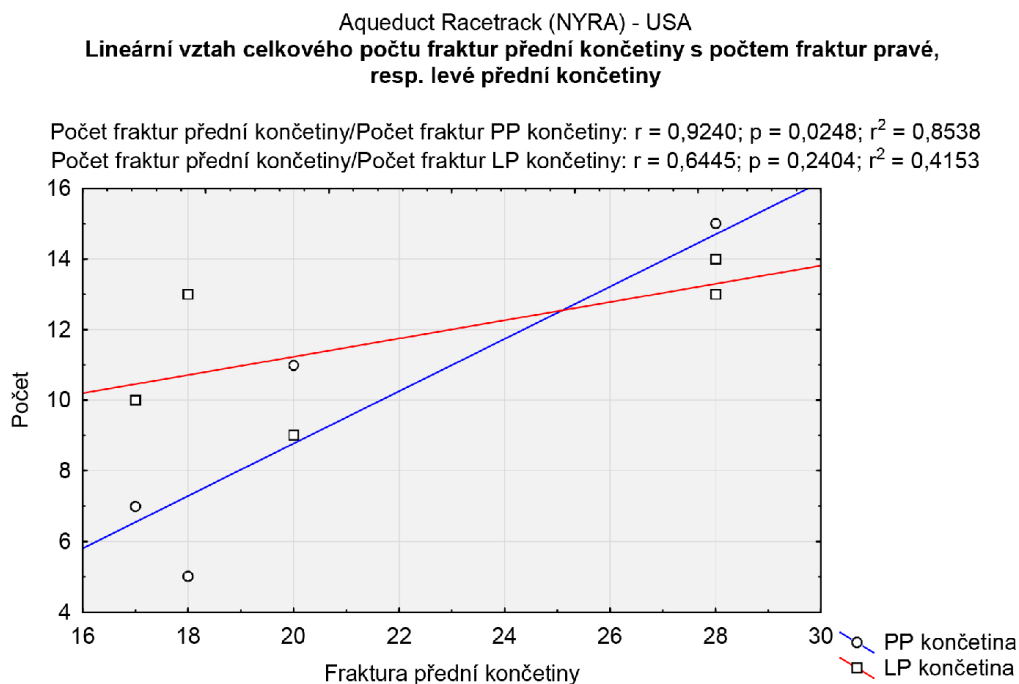 Aqueduct Racetrack (NYRA) - USA
Lineární vztah celkového počtu fraktur přední končetiny s počtem fraktur pravé,
resp. levé přední končetiny
Počet fraktur přední končetiny/Počet fraktur PP končetiny: r = 0,9240; p = 0,0248; r² = 0,8538
Počet fraktur přední končetiny/Počet fraktur LP končetiny: r = 0,6445; p = 0,2404; r² = 0,4153
16
14
12
10
8
6
4
Počet
16 18 20 22 24 26 28 30
Fraktura přední končetiny
PP končetina
LP končetina